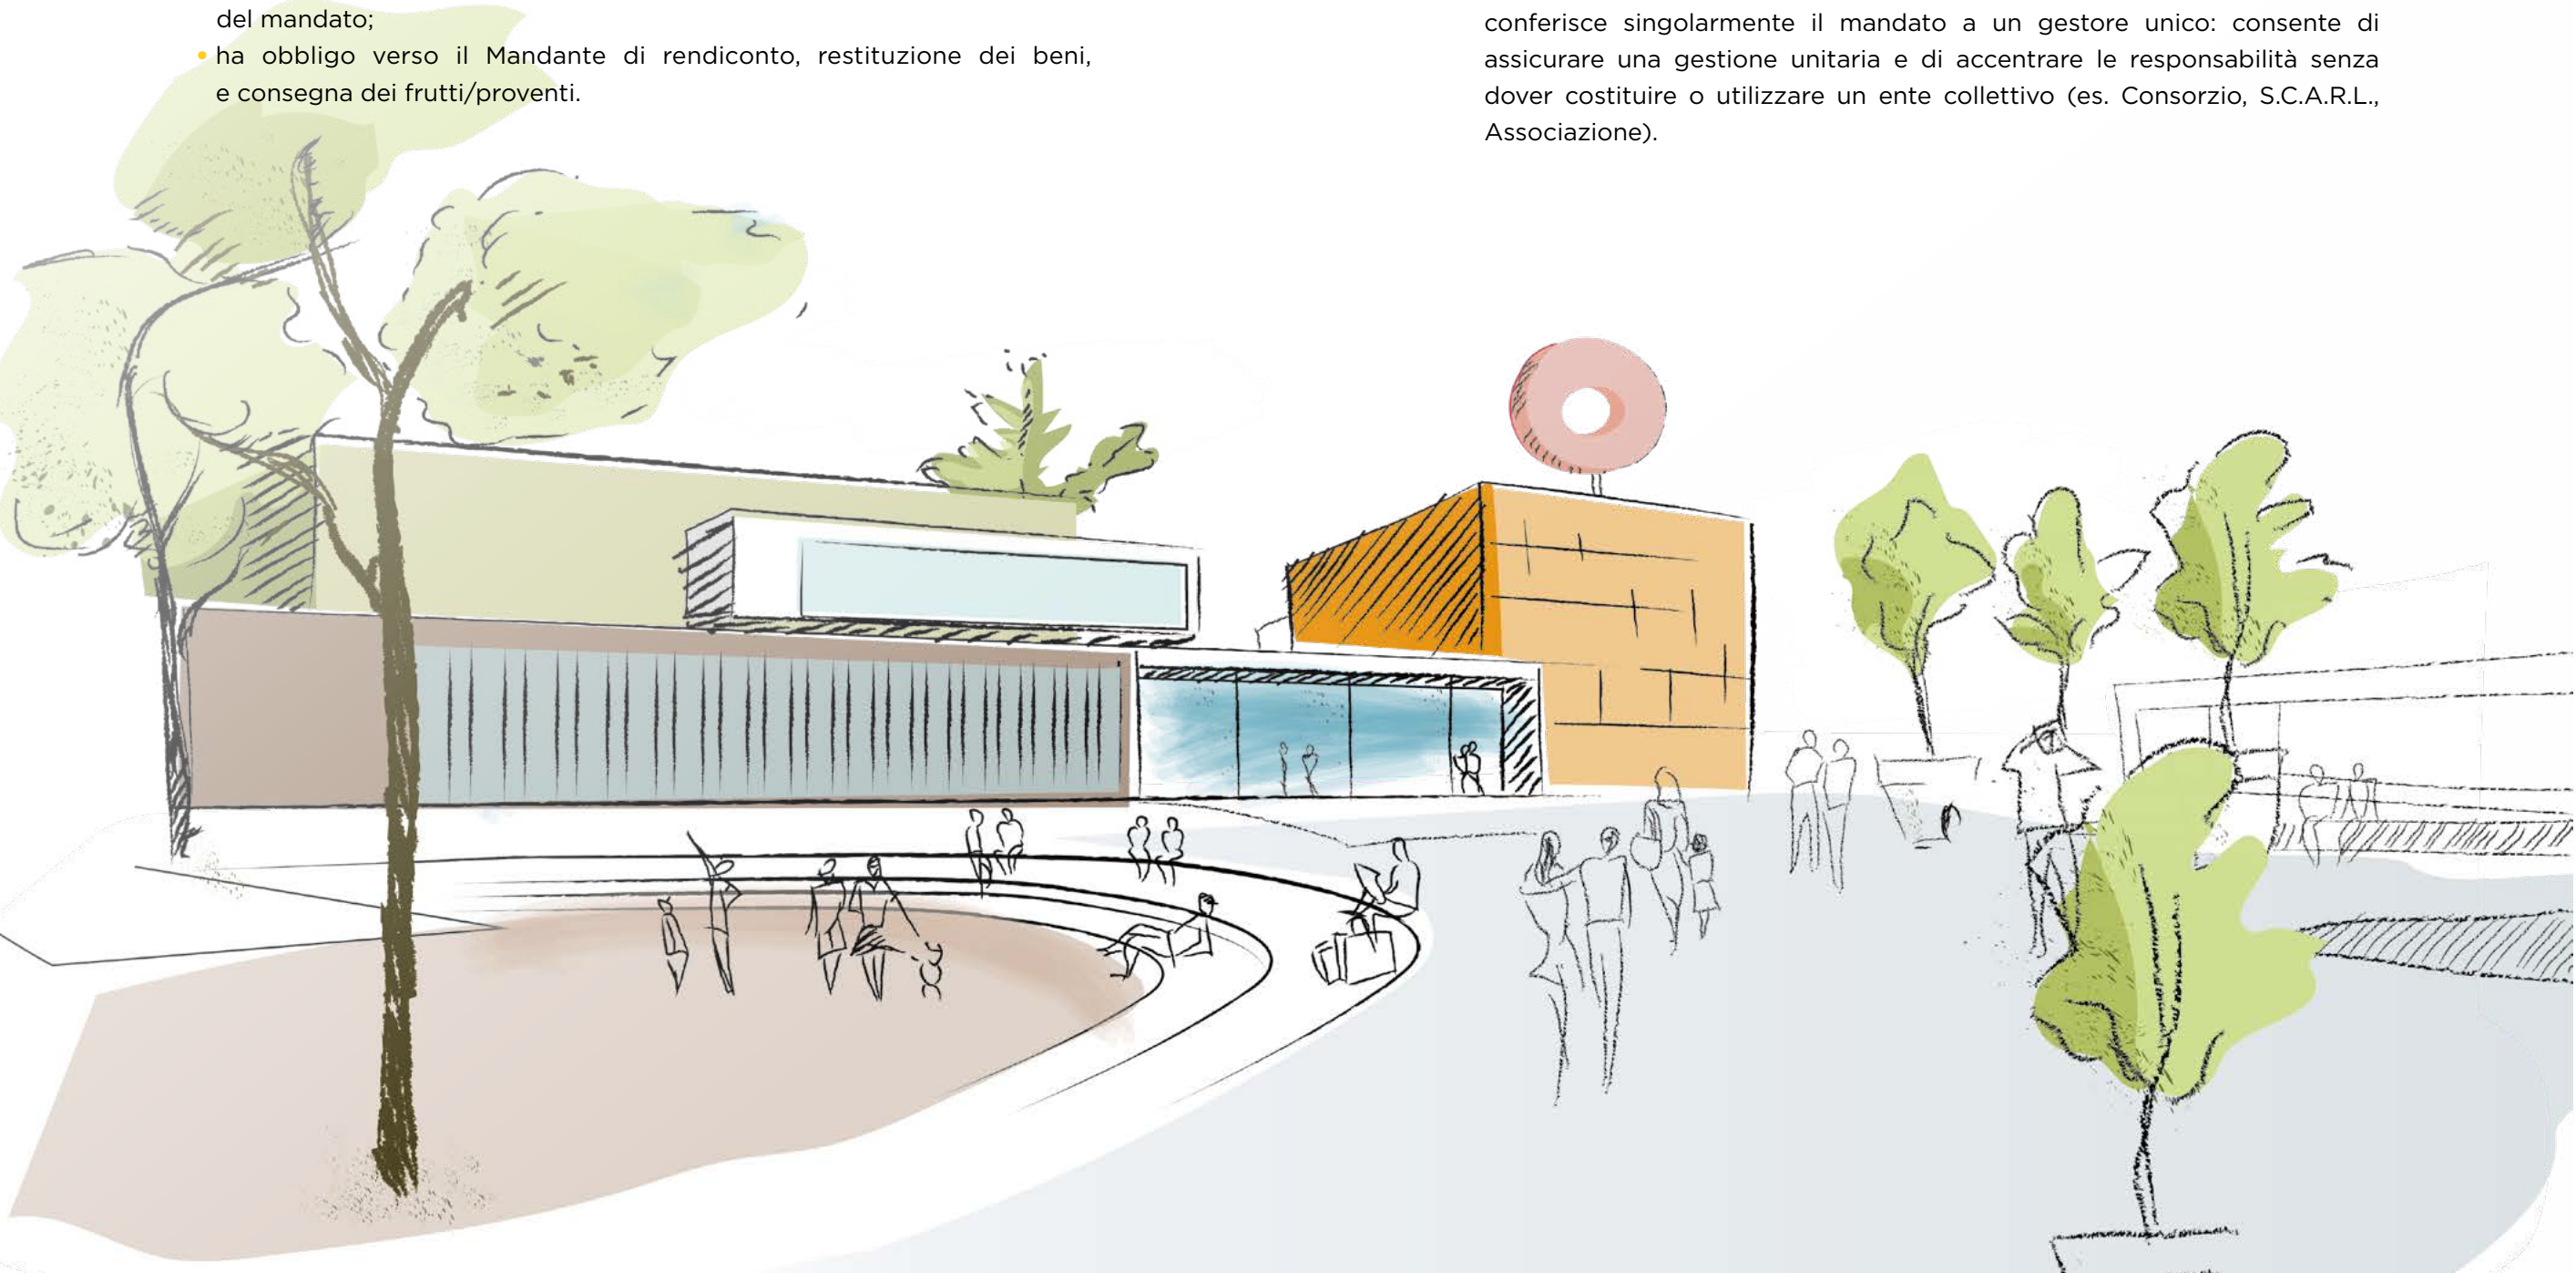 del mandato;
• ha obbligo verso il Mandante di rendiconto, restituzione dei beni,
e consegna dei frutti/proventi.
conferisce singolarmente il mandato a un gestore unico: consente di
assicurare una gestione unitaria e di accentrare le responsabilità senza
dover costituire o utilizzare un ente collettivo (es. Consorzio, S.C.A.R.L.,
Associazione).